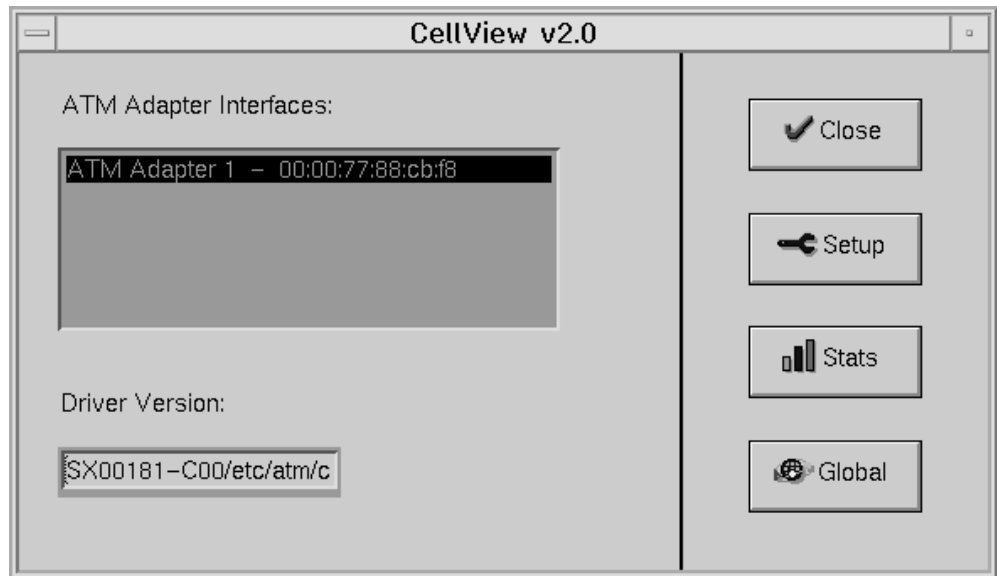 CellView v2.0
ATM Adapter Interfaces:
ATM Adapter 1 – 00:00:77:88:cb:f8
Driver Version:
SX00181–C00/etc/atm/c
Close
Setup
Stats
Global